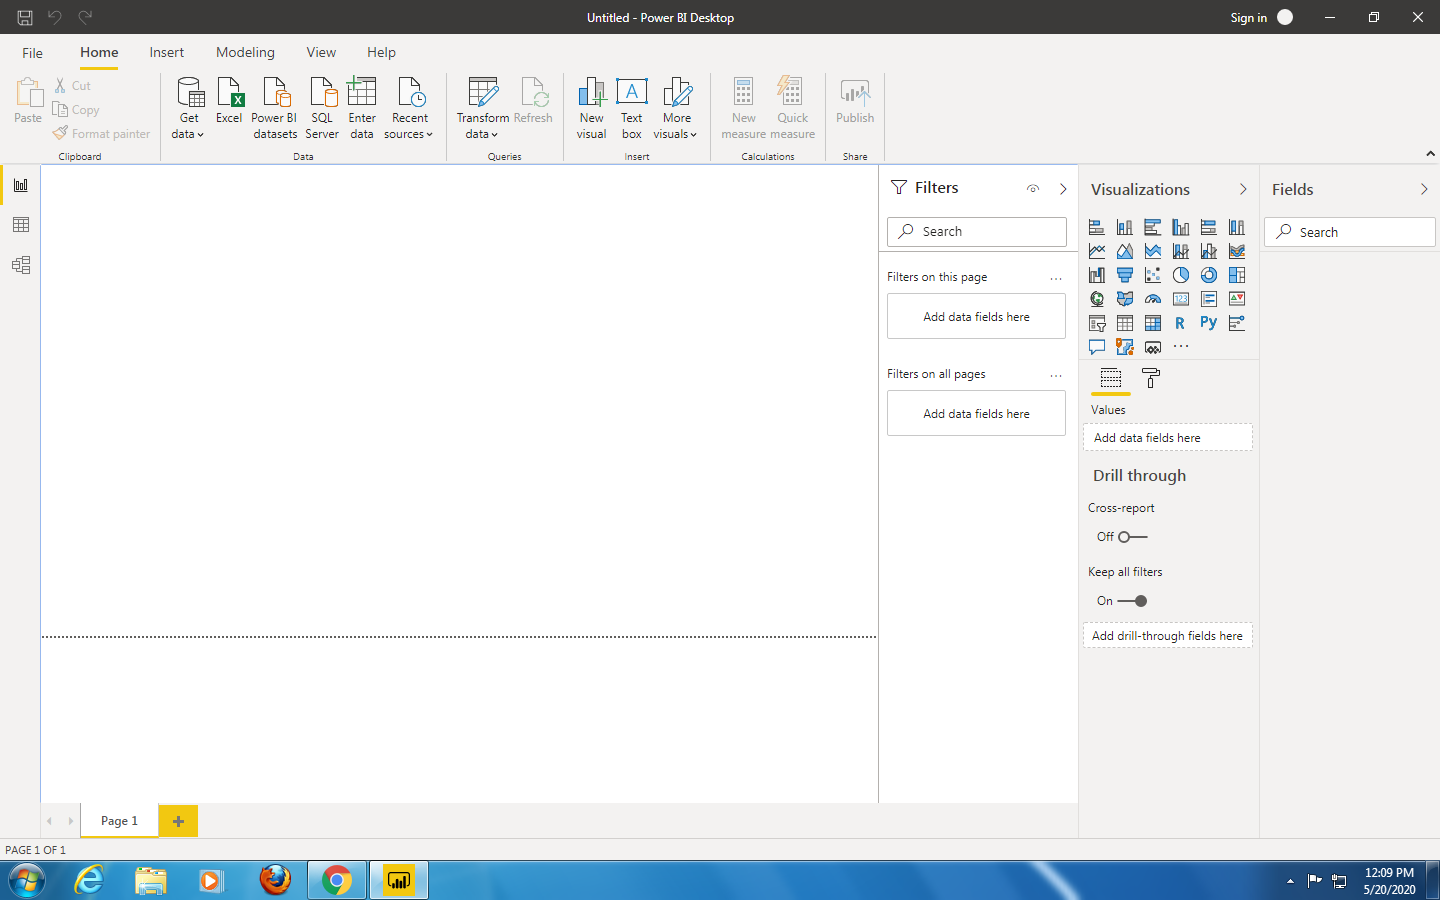 Untitled - Power BI Desktop
Sign in
File
Home
Insert
Modeling
View
Help
Paste
Cut
Copy
Format painter
Clipboard
Get data
Excel
Power BI datasets
SQL Server
Enter data
Recent sources
Data
Transform data
Refresh
Queries
New visual
Text box
More visuals
Insert
New measure
Quick measure
Calculations
Publish
Share
Filters
Search
Filters on this page
Add data fields here
Filters on all pages
Add data fields here
Visualizations
123
R
Py
Values
Add data fields here
Drill through
Cross-report
Off
Keep all filters
On
Add drill-through fields here
Fields
Search
Page 1
PAGE 1 OF 1
12:09 PM
5/20/2020